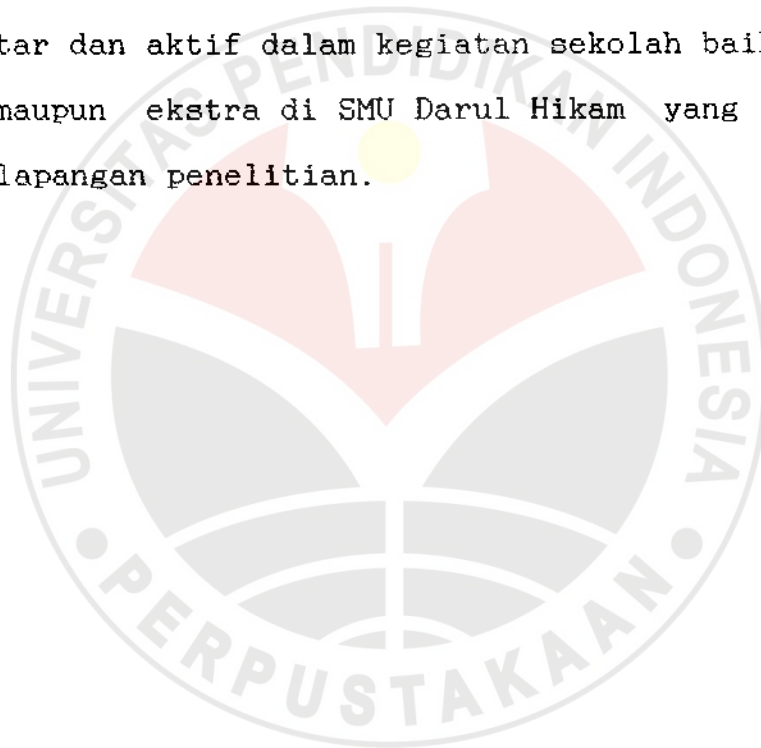 tar dan aktif dalam kegiatan sekolah bai
maupun ekstra di SMU Darul Hikam yang
lapangan penelitian.
UNIVERSITAS PENDIDIKAN INDONESIA
PERPUSTAKAAN